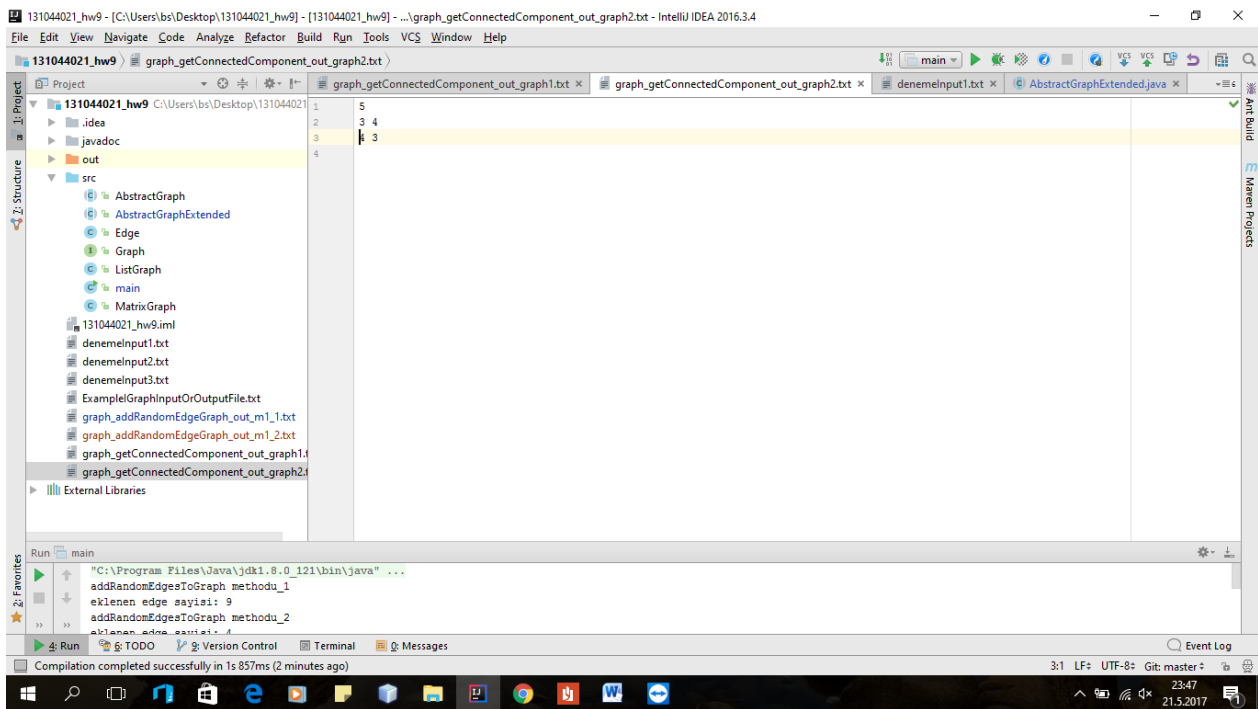 131044021_hw9 - [C:\Users\bs\Desktop\131044021_hw9] - [131044021_hw9] - ...\graph_getConnectedComponent_out_graph2.txt - IntelliJ IDEA 2016.3.4
File Edit View Navigate Code Analyze Refactor Build Run Tools VCS Window Help
131044021_hw9 graph_getConnectedComponent_out_graph2.txt
main
VCS VCS
Project
graph_getConnectedComponent_out_graph1.txt graph_getConnectedComponent_out_graph2.txt denemeInput1.txt AbstractGraphExtended.java
1: Project
7: Structure
2: Favorites
131044021_hw9 C:\Users\bs\Desktop\131044021
.idea
javadoc
out
src
AbstractGraph
AbstractGraphExtended
Edge
Graph
ListGraph
main
MatrixGraph
131044021_hw9.iml
denemeInput1.txt
denemeInput2.txt
denemeInput3.txt
ExampleIGraphInputOrOutputFile.txt
graph_addRandomEdgeGraph_out_m1_1.txt
graph_addRandomEdgeGraph_out_m1_2.txt
graph_getConnectedComponent_out_graph1.t
graph_getConnectedComponent_out_graph2.t
External Libraries
1 5
2 3 4
3 4 3
4
Ant Build
Maven Projects
Run main
"C:\Program Files\Java\jdk1.8.0_121\bin\java" ...
addRandomEdgesToGraph methodu_1
eklenen edge sayisi: 9
addRandomEdgesToGraph methodu_2
eklenen edge sayisi: 4
4: Run 6: TODO 9: Version Control Terminal 0: Messages Event Log
Compilation completed successfully in 1s 857ms (2 minutes ago) 3:1 LF UTF-8 Git: master
23:47
21.5.2017